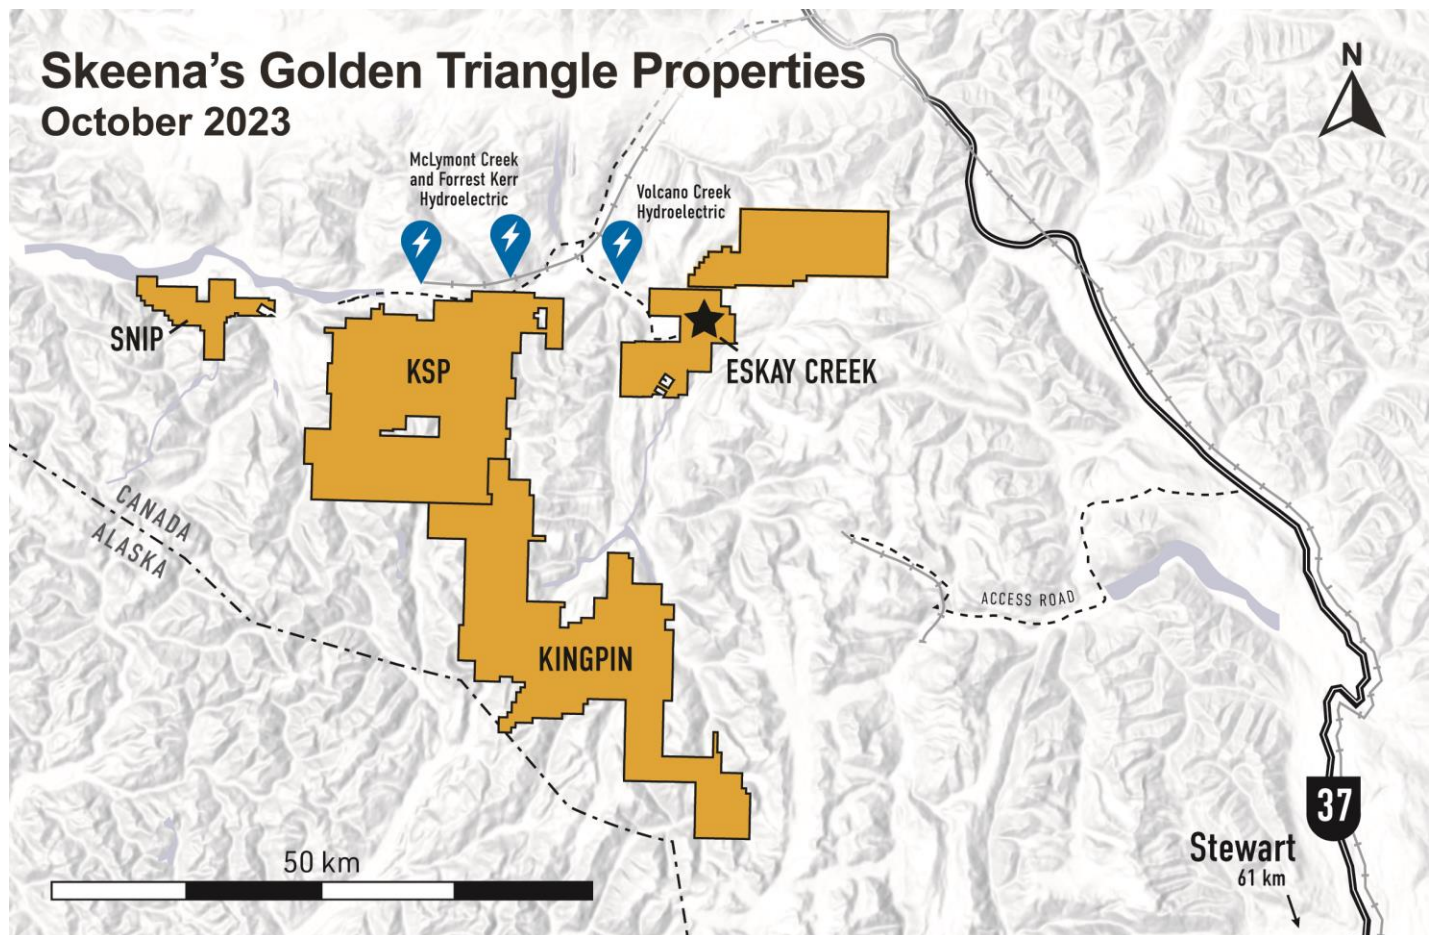 Skeena's Golden Triangle Properties
October 2023
N
McLymont Creek
and Forrest Kerr
Hydroelectric
Volcano Creek
Hydroelectric
SNIP
KSP
ESKAY CREEK
CANADA
ALASKA
ACCESS ROAD
KINGPIN
37
Stewart
61 km
50 km